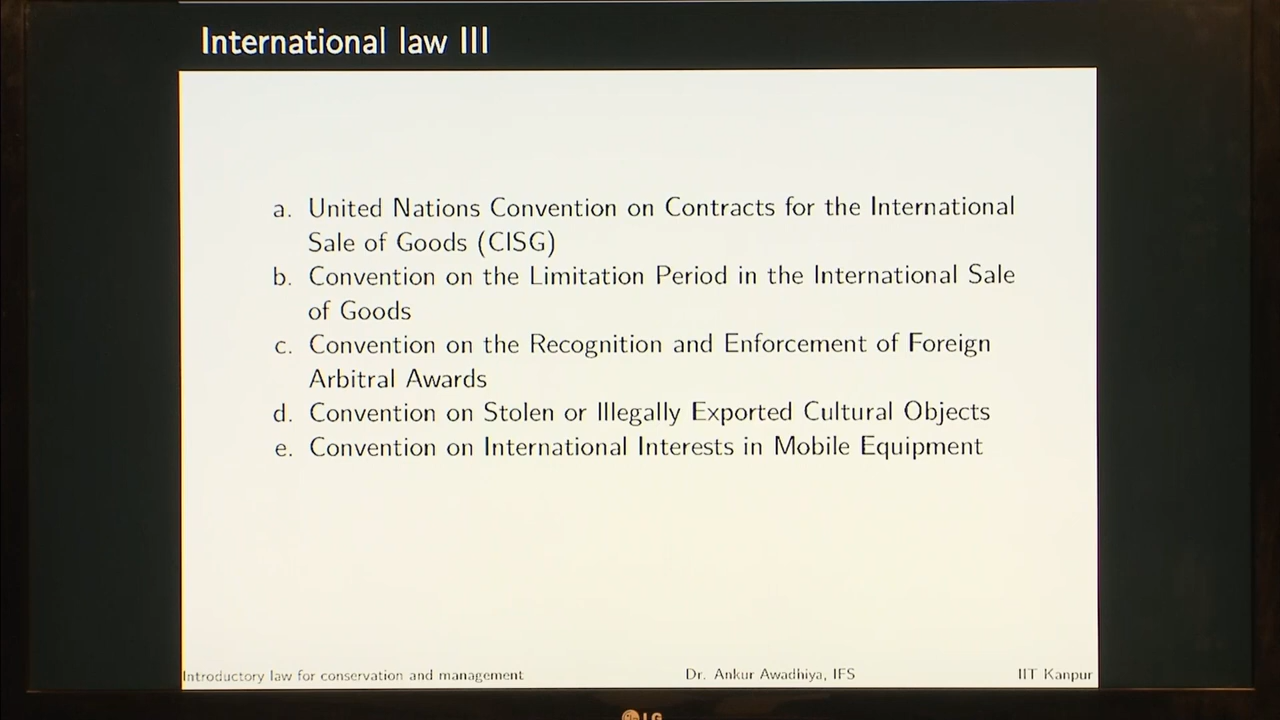 International law III
a. United Nations Convention on Contracts for the International
Sale of Goods (CISG)
b. Convention on the Limitation Period in the International Sale
of Goods
c. Convention on the Recognition and Enforcement of Foreign
Arbitral Awards
d. Convention on Stolen or Illegally Exported Cultural Objects
e. Convention on International Interests in Mobile Equipment
Introductory law for conservation and management Dr. Ankur Awadhiya, IFS IIT Kanpur
LG